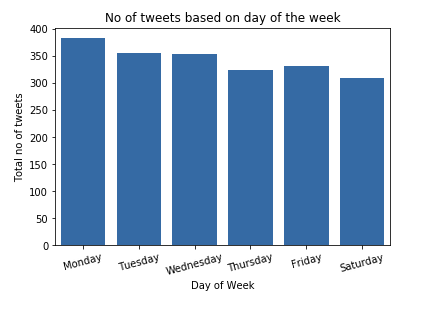 No of tweets based on day of the week
400
350
300
250
200
150
100
50
0
Total no of tweets
Monday
Tuesday
Wednesday
Thursday
Friday
Saturday
Day of Week